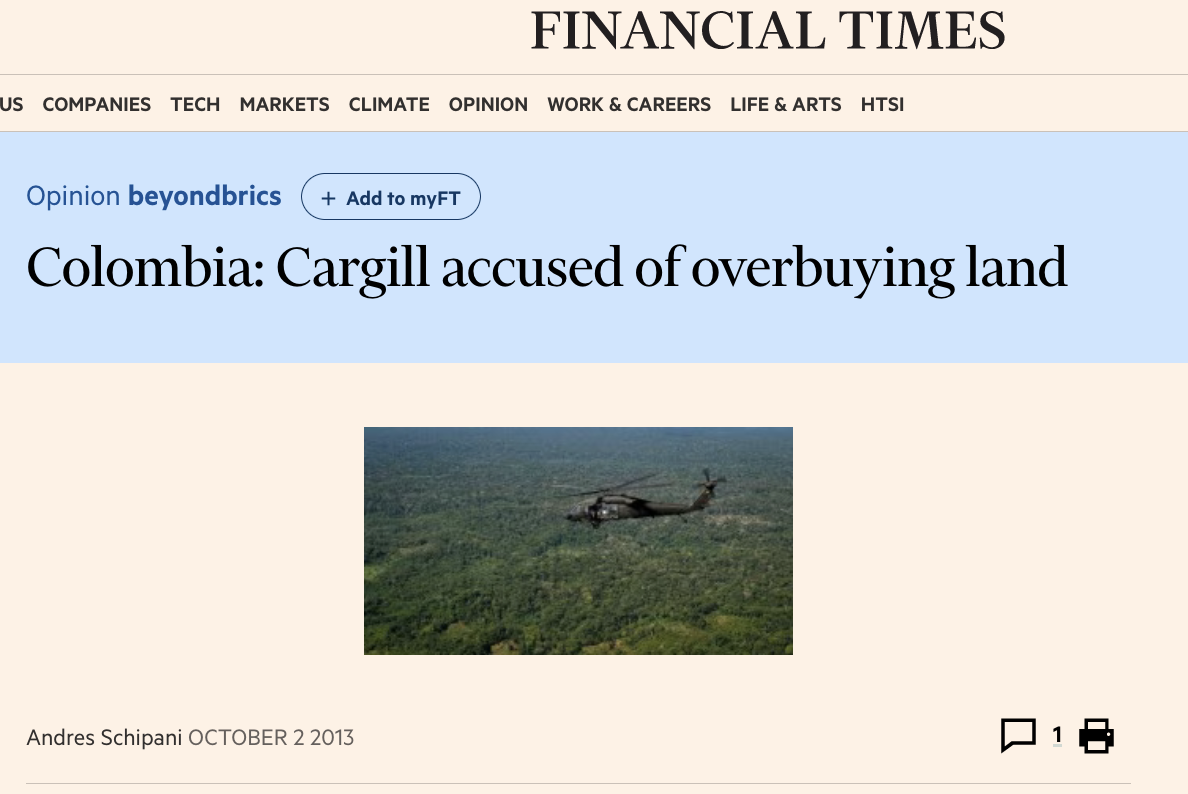 FINANCIAL TIMES
US COMPANIES TECH MARKETS CLIMATE OPINION WORK & CAREERS LIFE & ARTS HTSI
Opinion beyondbrics + Add to myFT
Colombia: Cargill accused of overbuying land
Andres Schipani OCTOBER 2 2013 1